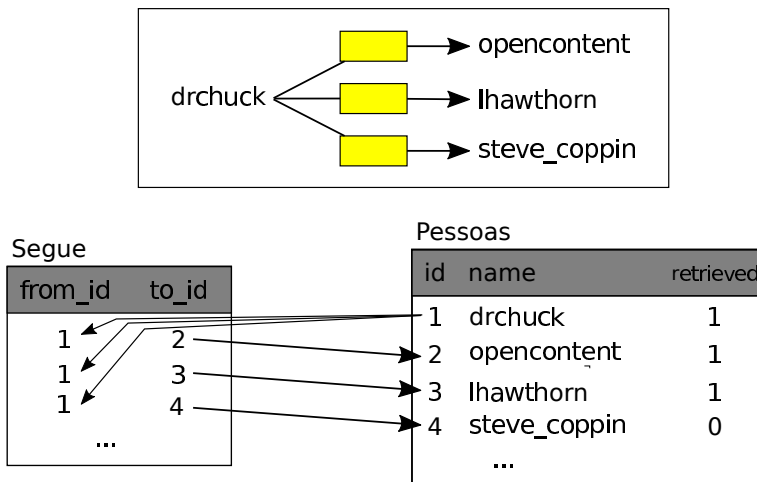 opencontent
drchuck
lhawthorn
steve_coppin
Segue
from_id to_id
1 2
1 3
1 4
...
Pessoas
id name retrieved
1 drchuck 1
2 opencontent 1
3 lhawthorn 1
4 steve_coppin 0
...